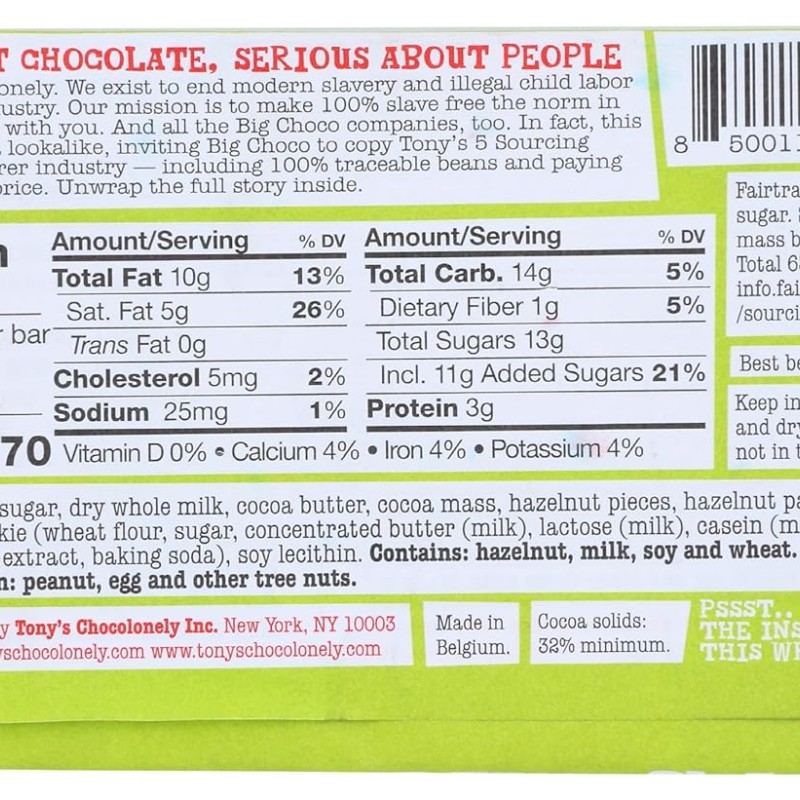 T CHOCOLATE, SERIOUS ABOUT PEOPLE
onely. We exist to end modern slavery and illegal child labor
ustry. Our mission is to make 100% slave free the norm in
with you. And all the Big Choco companies, too. In fact, this
lookalike, inviting Big Choco to copy Tony's 5 Sourcing
rer industry — including 100% traceable beans and paying
price. Unwrap the full story inside.
8 50011
Amount/Serving % DV
Total Fat 10g 13%
Sat. Fat 5g 26%
Trans Fat 0g
Cholesterol 5mg 2%
Sodium 25mg 1%
Amount/Serving % DV
Total Carb. 14g 5%
Dietary Fiber 1g 5%
Total Sugars 13g
Incl. 11g Added Sugars 21%
Protein 3g
r bar
70
Vitamin D 0% • Calcium 4% • Iron 4% • Potassium 4%
Fairtra
sugar.
mass b
Total 6
info.fai
/sourci
Best be
Keep in
and dry
not in t
sugar, dry whole milk, cocoa butter, cocoa mass, hazelnut pieces, hazelnut pa
kie (wheat flour, sugar, concentrated butter (milk), lactose (milk), casein (m
extract, baking soda), soy lecithin. Contains: hazelnut, milk, soy and wheat.
n: peanut, egg and other tree nuts.
y Tony's Chocolonely Inc. New York, NY 10003
yschocolonely.com www.tonyschocolonely.com
Made in
Belgium.
Cocoa solids:
32% minimum.
PSSST..
THE INS
THIS WR